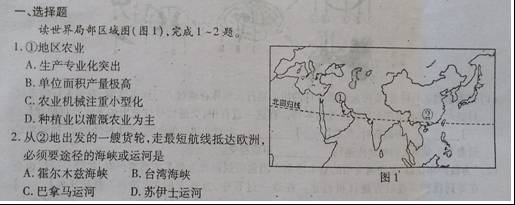 一、选择题
读世界局部区域图(图1),完成1~2题。
1.①地区农业
A.生产专业化突出
B.单位面积产量极高
C.农业机械注重小型化
D.种植业以灌溉农业为主
2.从②地出发的一艘货轮,走最短航线抵达欧洲,
必须要途径的海峡或运河是
A.霍尔木兹海峡 B.台湾海峡
C.巴拿马运河 D.苏伊士运河
①
北回归线
②
图1